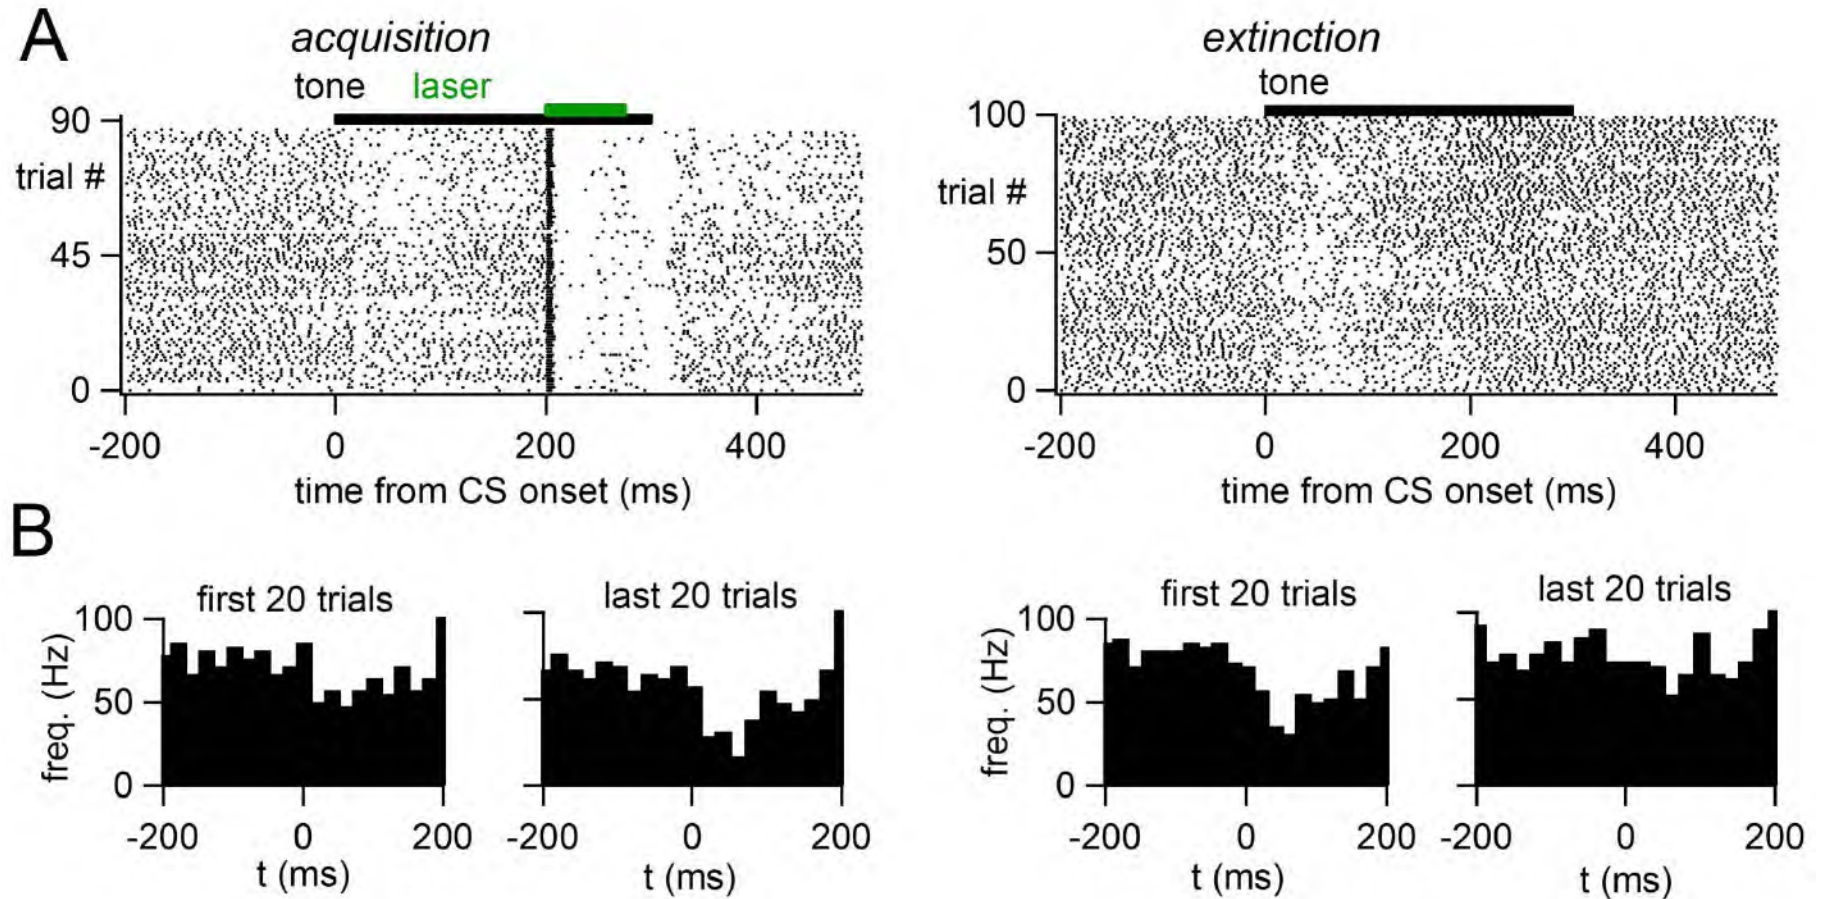 A
acquisition
tone laser
90
trial #
45
0
-200 0 200 400
time from CS onset (ms)
extinction
tone
100
trial #
50
0
-200 0 200 400
time from CS onset (ms)
B
first 20 trials
100
freq. (Hz)
50
0
-200 0 200
t (ms)
last 20 trials
-200 0 200
t (ms)
first 20 trials
100
freq. (Hz)
50
0
-200 0 200
t (ms)
last 20 trials
-200 0 200
t (ms)